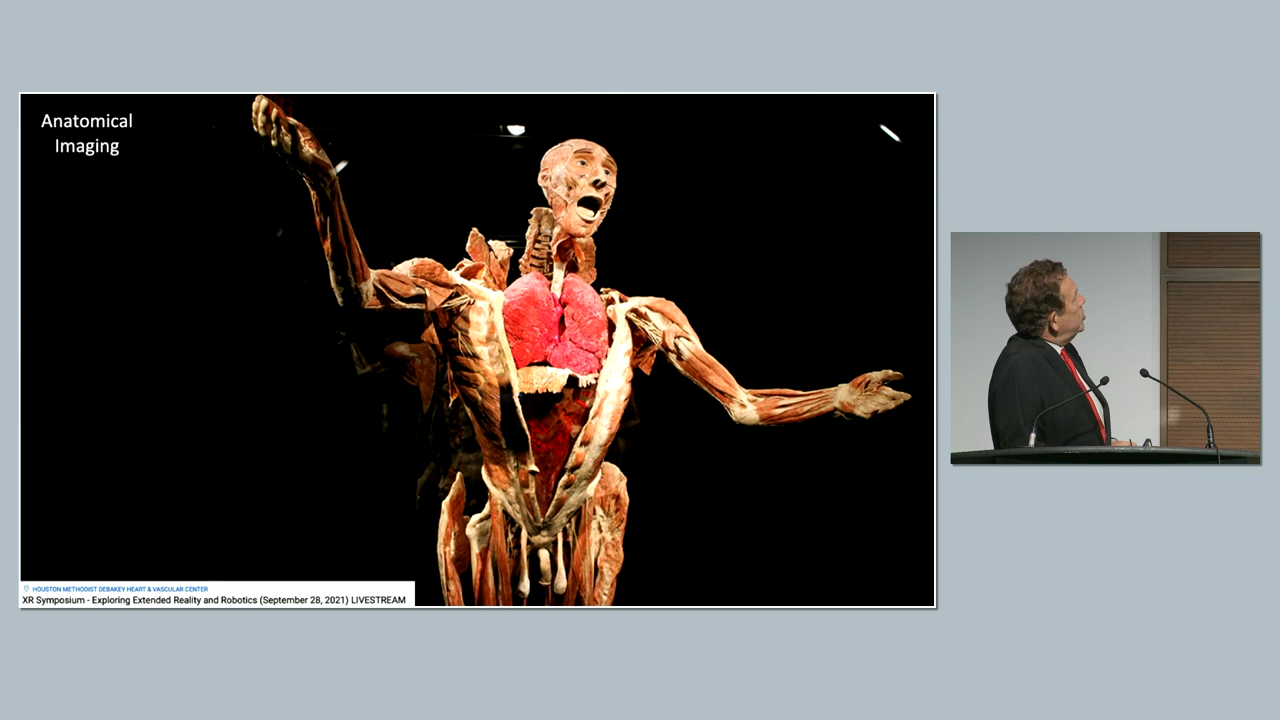 Anatomical
Imaging
HOUSTON METHODIST DEBAKEY HEART & VASCULAR CENTER
XR Symposium - Exploring Extended Reality and Robotics (September 28, 2021) LIVESTREAM